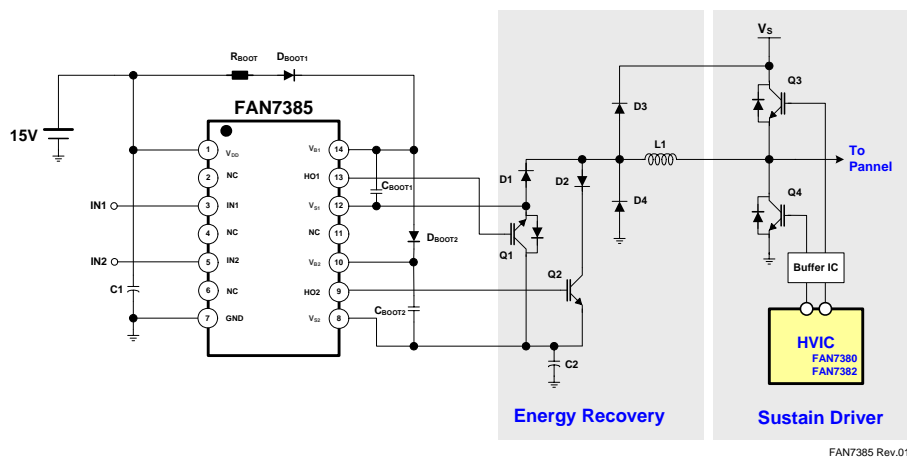 VS
RBOOT DBOOT1
Q3
FAN7385
D3
15V
L1
To
Pannel
1 VDD VB1 14
2 NC HO1 13
CBOOT1
D1
D2
IN1 3 IN1 VS1 12
D4
Q4
4 NC NC 11
Q1
DBOOT2
IN2 5 IN2 VB2 10
Buffer IC
C1
Q2
6 NC HO2 9
CBOOT2
7 GND VS2 8
HVIC
FAN7380
FAN7382
C2
Energy Recovery
Sustain Driver
FAN7385 Rev.01